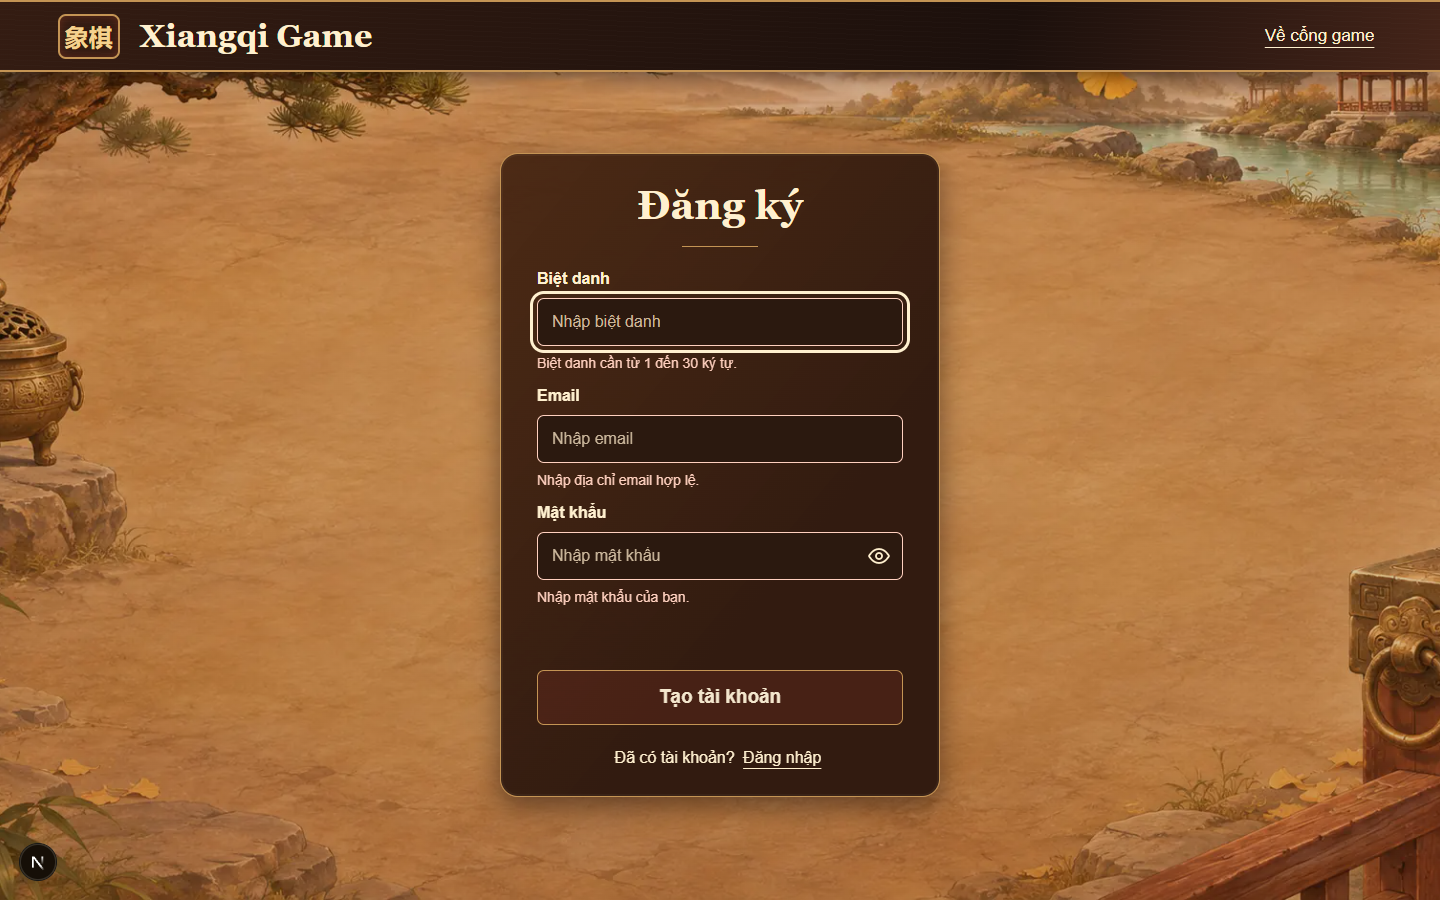 象棋 Xiangqi Game
Về cổng game
Đăng ký
Biệt danh
Nhập biệt danh
Biệt danh cần từ 1 đến 30 ký tự.
Email
Nhập email
Nhập địa chỉ email hợp lệ.
Mật khẩu
Nhập mật khẩu
Nhập mật khẩu của bạn.
Tạo tài khoản
Đã có tài khoản? Đăng nhập
N